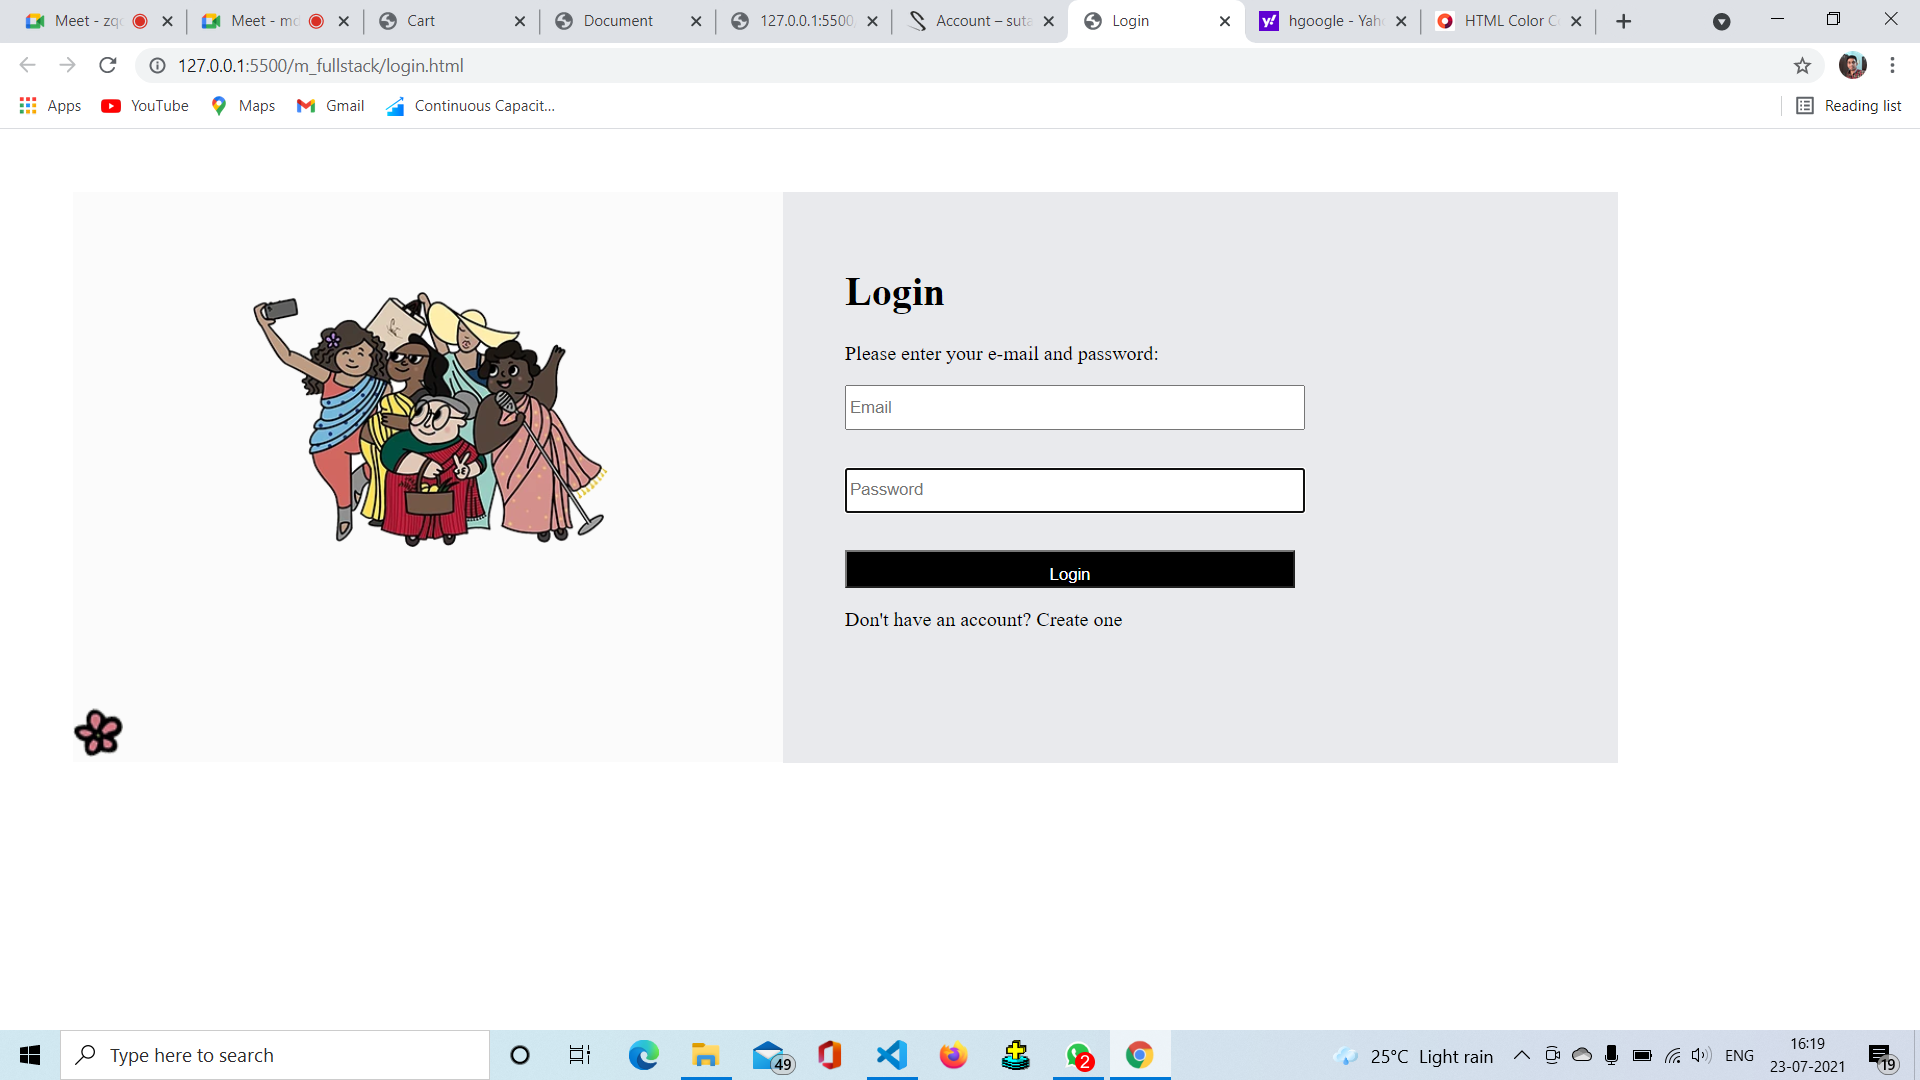 Meet - zqc
Meet - mc
Cart
Document
127.0.0.1:5500
Account – suta
Login
hgoogle - Yah
HTML Color C
127.0.0.1:5500/m_fullstack/login.html
Apps
YouTube
Maps
Gmail
Continuous Capacit...
Reading list
Login
Please enter your e-mail and password:
Email
Password
Login
Don't have an account? Create one
Type here to search
49
2
25°C Light rain
ENG
16:19
23-07-2021
19